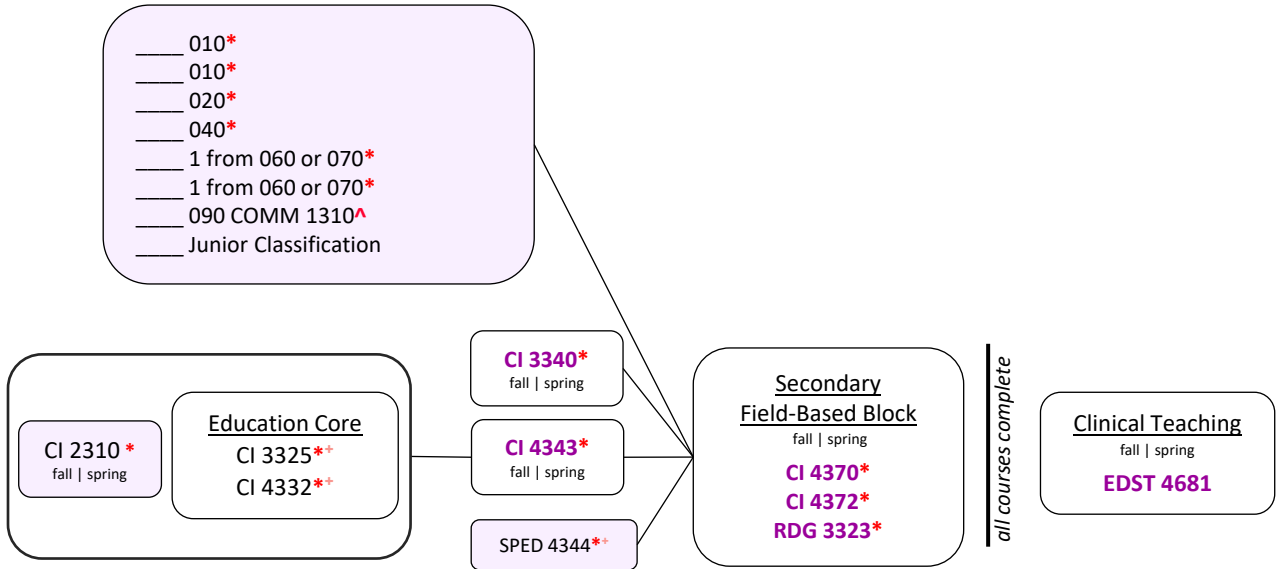 ____ 010*
____ 010*
____ 020*
____ 040*
____ 1 from 060 or 070*
____ 1 from 060 or 070*
____ 090 COMM 1310^
____ Junior Classification
CI 2310 *
fall | spring
Education Core
CI 3325*⁺
CI 4332*⁺
CI 3340*
fall | spring
CI 4343*
fall | spring
SPED 4344*⁺
Secondary
Field-Based Block
fall | spring
CI 4370*
CI 4372*
RDG 3323*
all courses complete
Clinical Teaching
fall | spring
EDST 4681